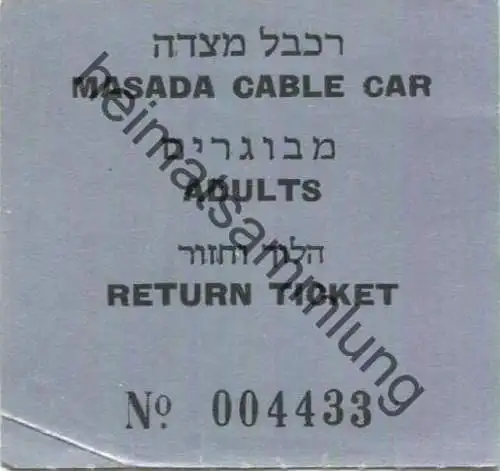 רכבל מצדה
MASADA CABLE CAR
מבוגרים
ADULTS
הלוך וחזור
RETURN TICKET
Nº 004433
heimatsammlung